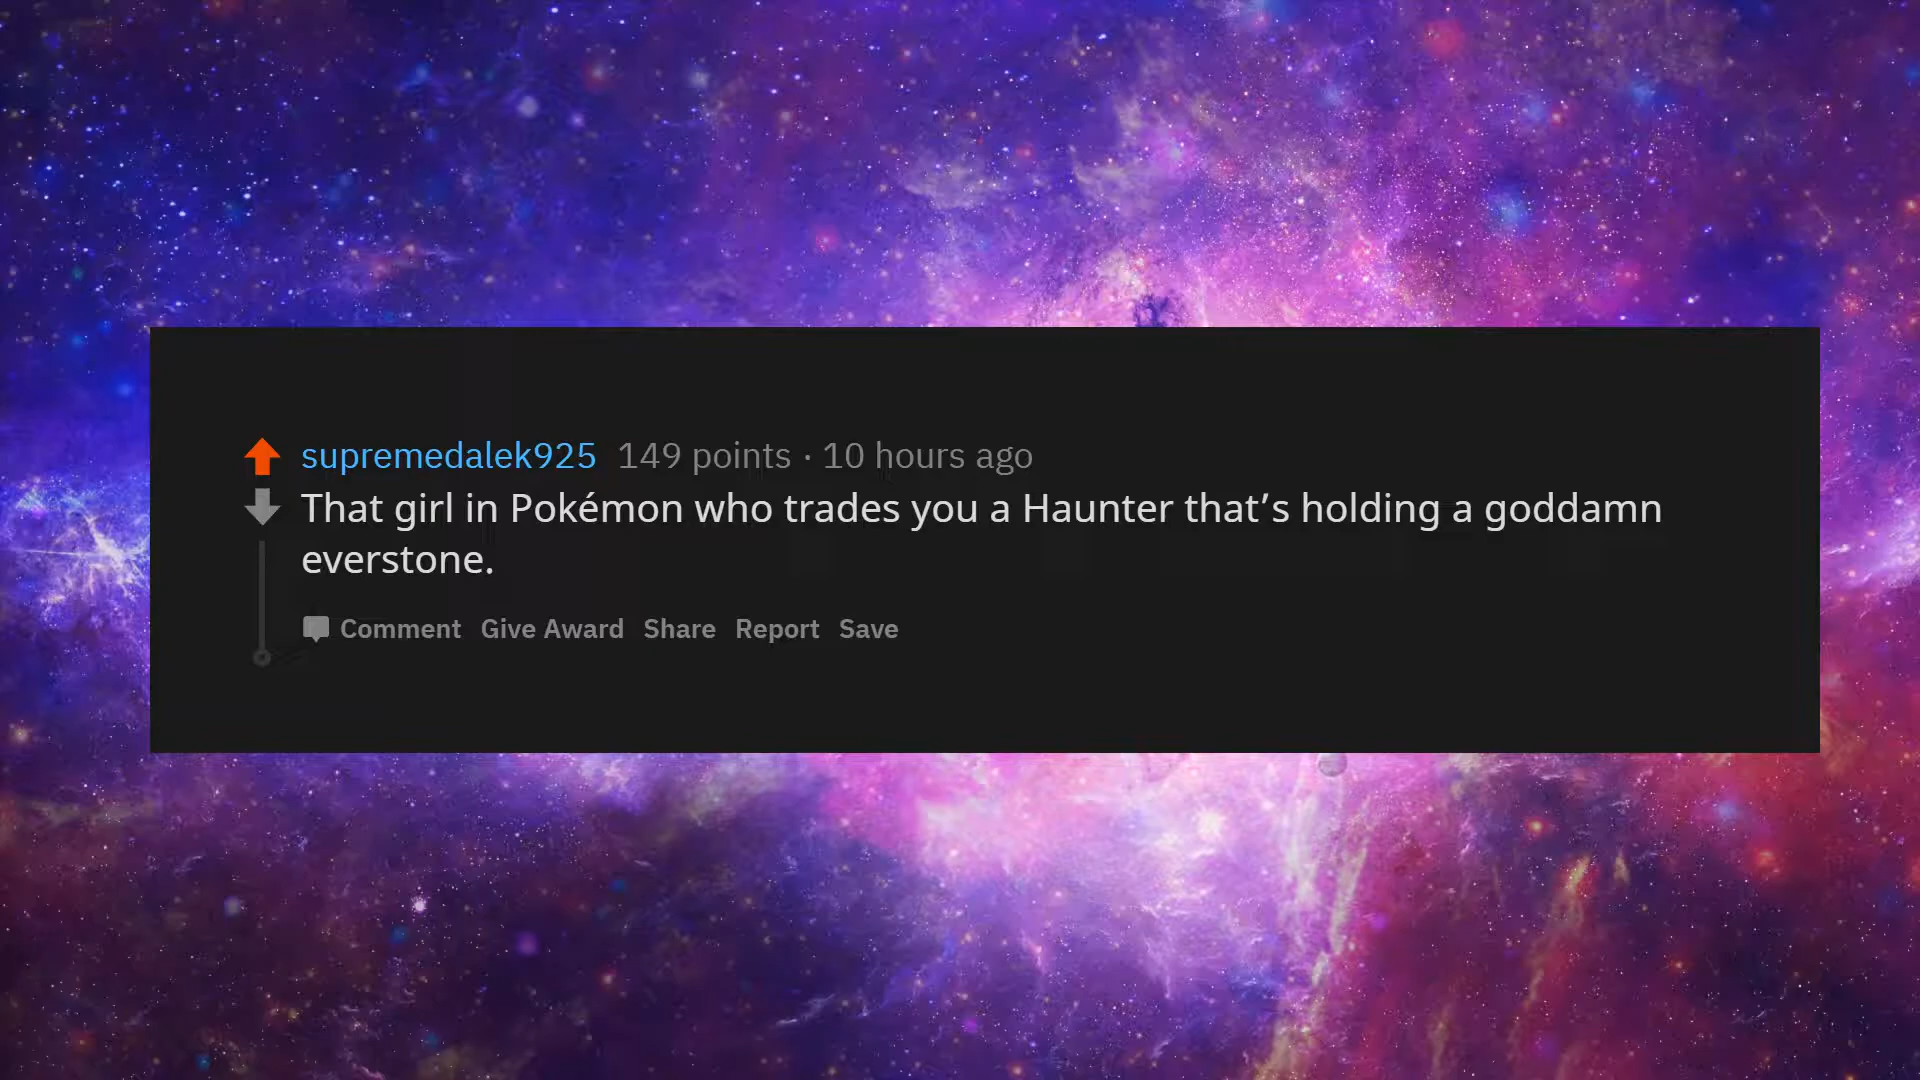 supremedalek925 149 points · 10 hours ago
That girl in Pokémon who trades you a Haunter that’s holding a goddamn
everstone.
Comment Give Award Share Report Save